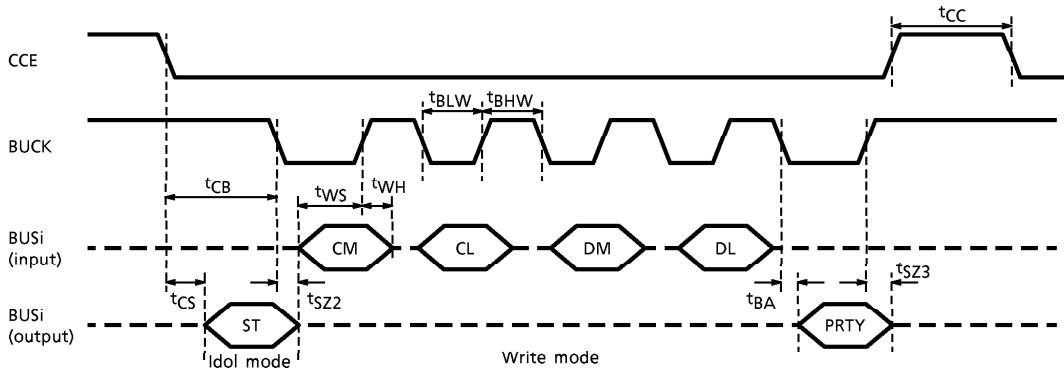 tCC
CCE
tBLW tBHW
BUCK
tCB tWS tWH
BUSi
(input)
CM CL DM DL
tCS tSZ2 tBA tSZ3
BUSi
(output)
ST PRTY
Idol mode Write mode